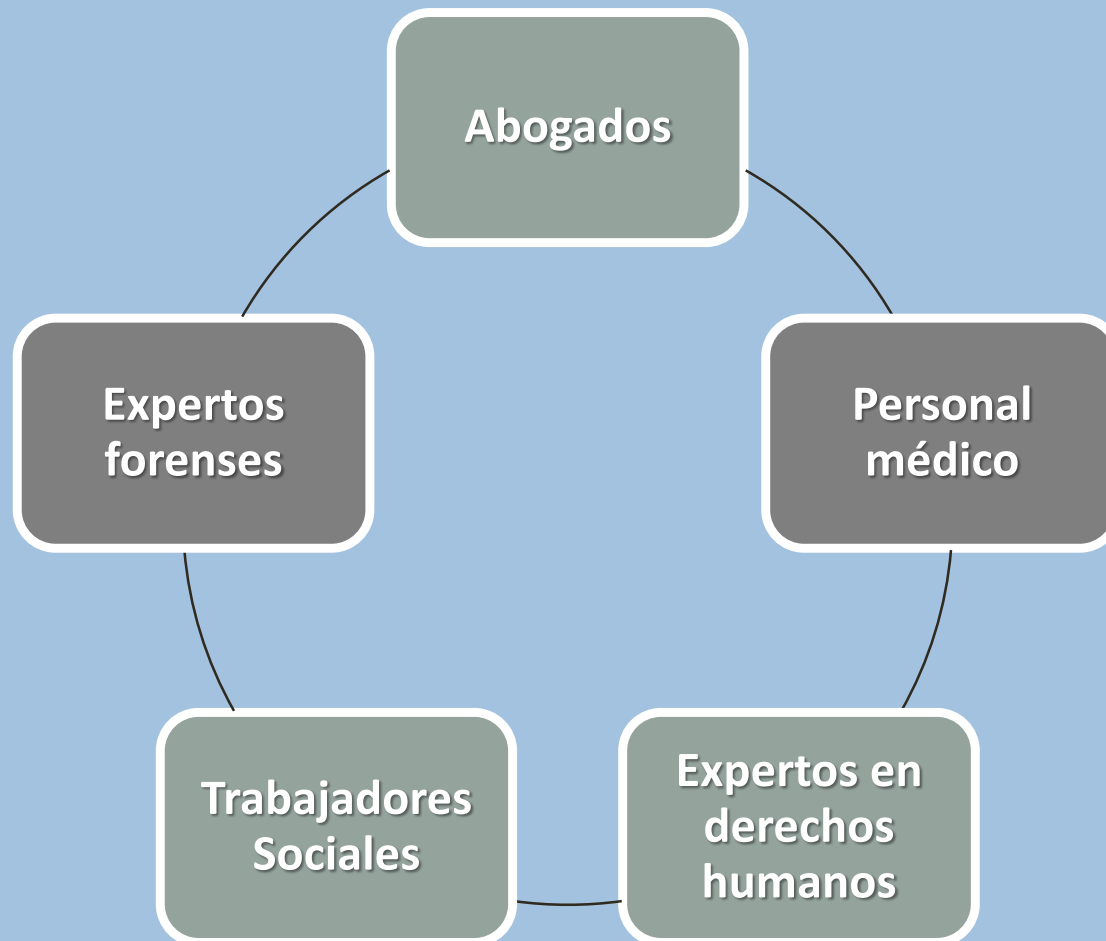 Abogados
Personal
médico
Expertos en
derechos
humanos
Trabajadores
Sociales
Expertos
forenses